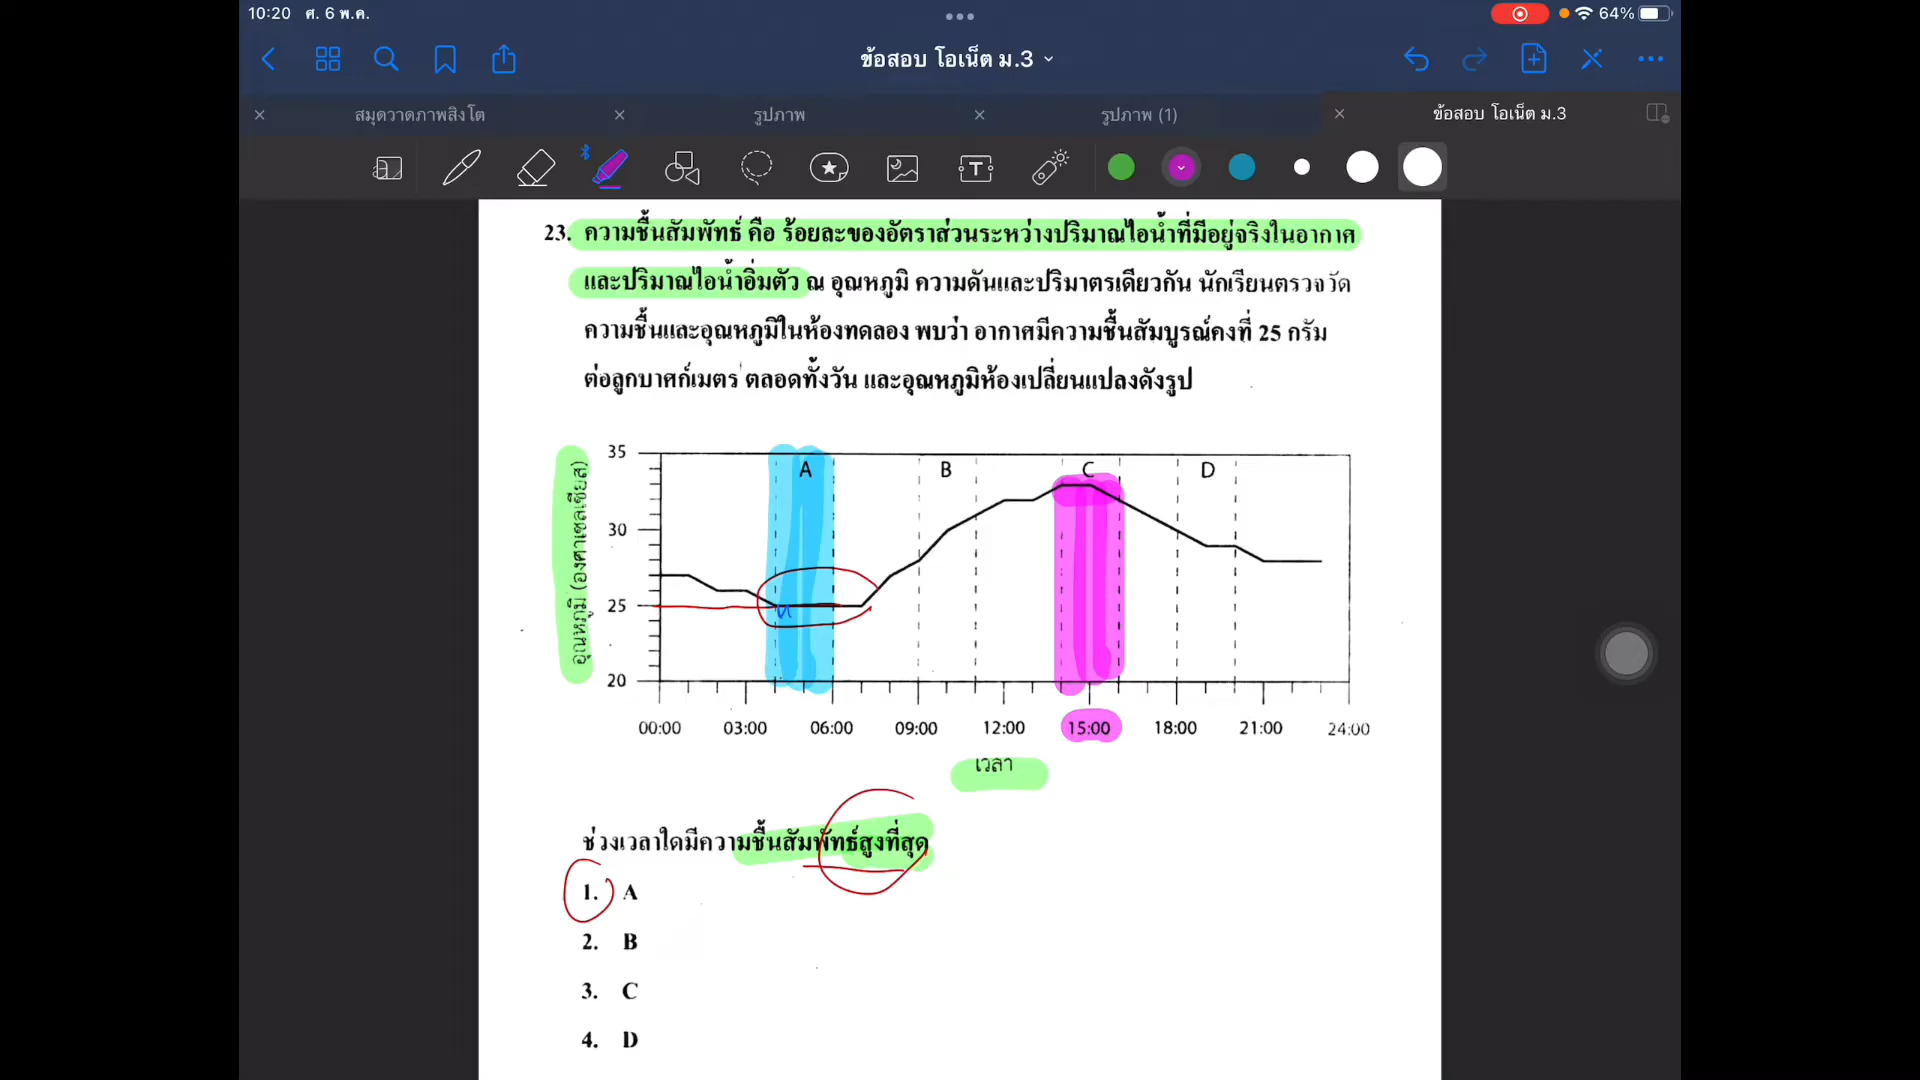 10:20 ศ. 6 พ.ค.
64%
ข้อสอบ โอเน็ต ม.3
สมุดวาดภาพสิงโต
รูปภาพ
รูปภาพ (1)
ข้อสอบ โอเน็ต ม.3
23. ความชื้นสัมพัทธ์ คือ ร้อยละของอัตราส่วนระหว่างปริมาณไอน้ำที่มีอยู่จริงในอากาศ
และปริมาณไอน้ำอิ่มตัว ณ อุณหภูมิ ความดันและปริมาตรเดียวกัน นักเรียนตรวจวัด
ความชื้นและอุณหภูมิในห้องทดลอง พบว่า อากาศมีความชื้นสัมบูรณ์คงที่ 25 กรัม
ต่อลูกบาศก์เมตร ตลอดทั้งวัน และอุณหภูมิห้องเปลี่ยนแปลงดังรูป
อุณหภูมิ (องศาเซลเซียส)
35
30
25
20
A B C D
00:00 03:00 06:00 09:00 12:00 15:00 18:00 21:00 24:00
เวลา
ช่วงเวลาใดมีความชื้นสัมพัทธ์สูงที่สุด
1. A
2. B
3. C
4. D